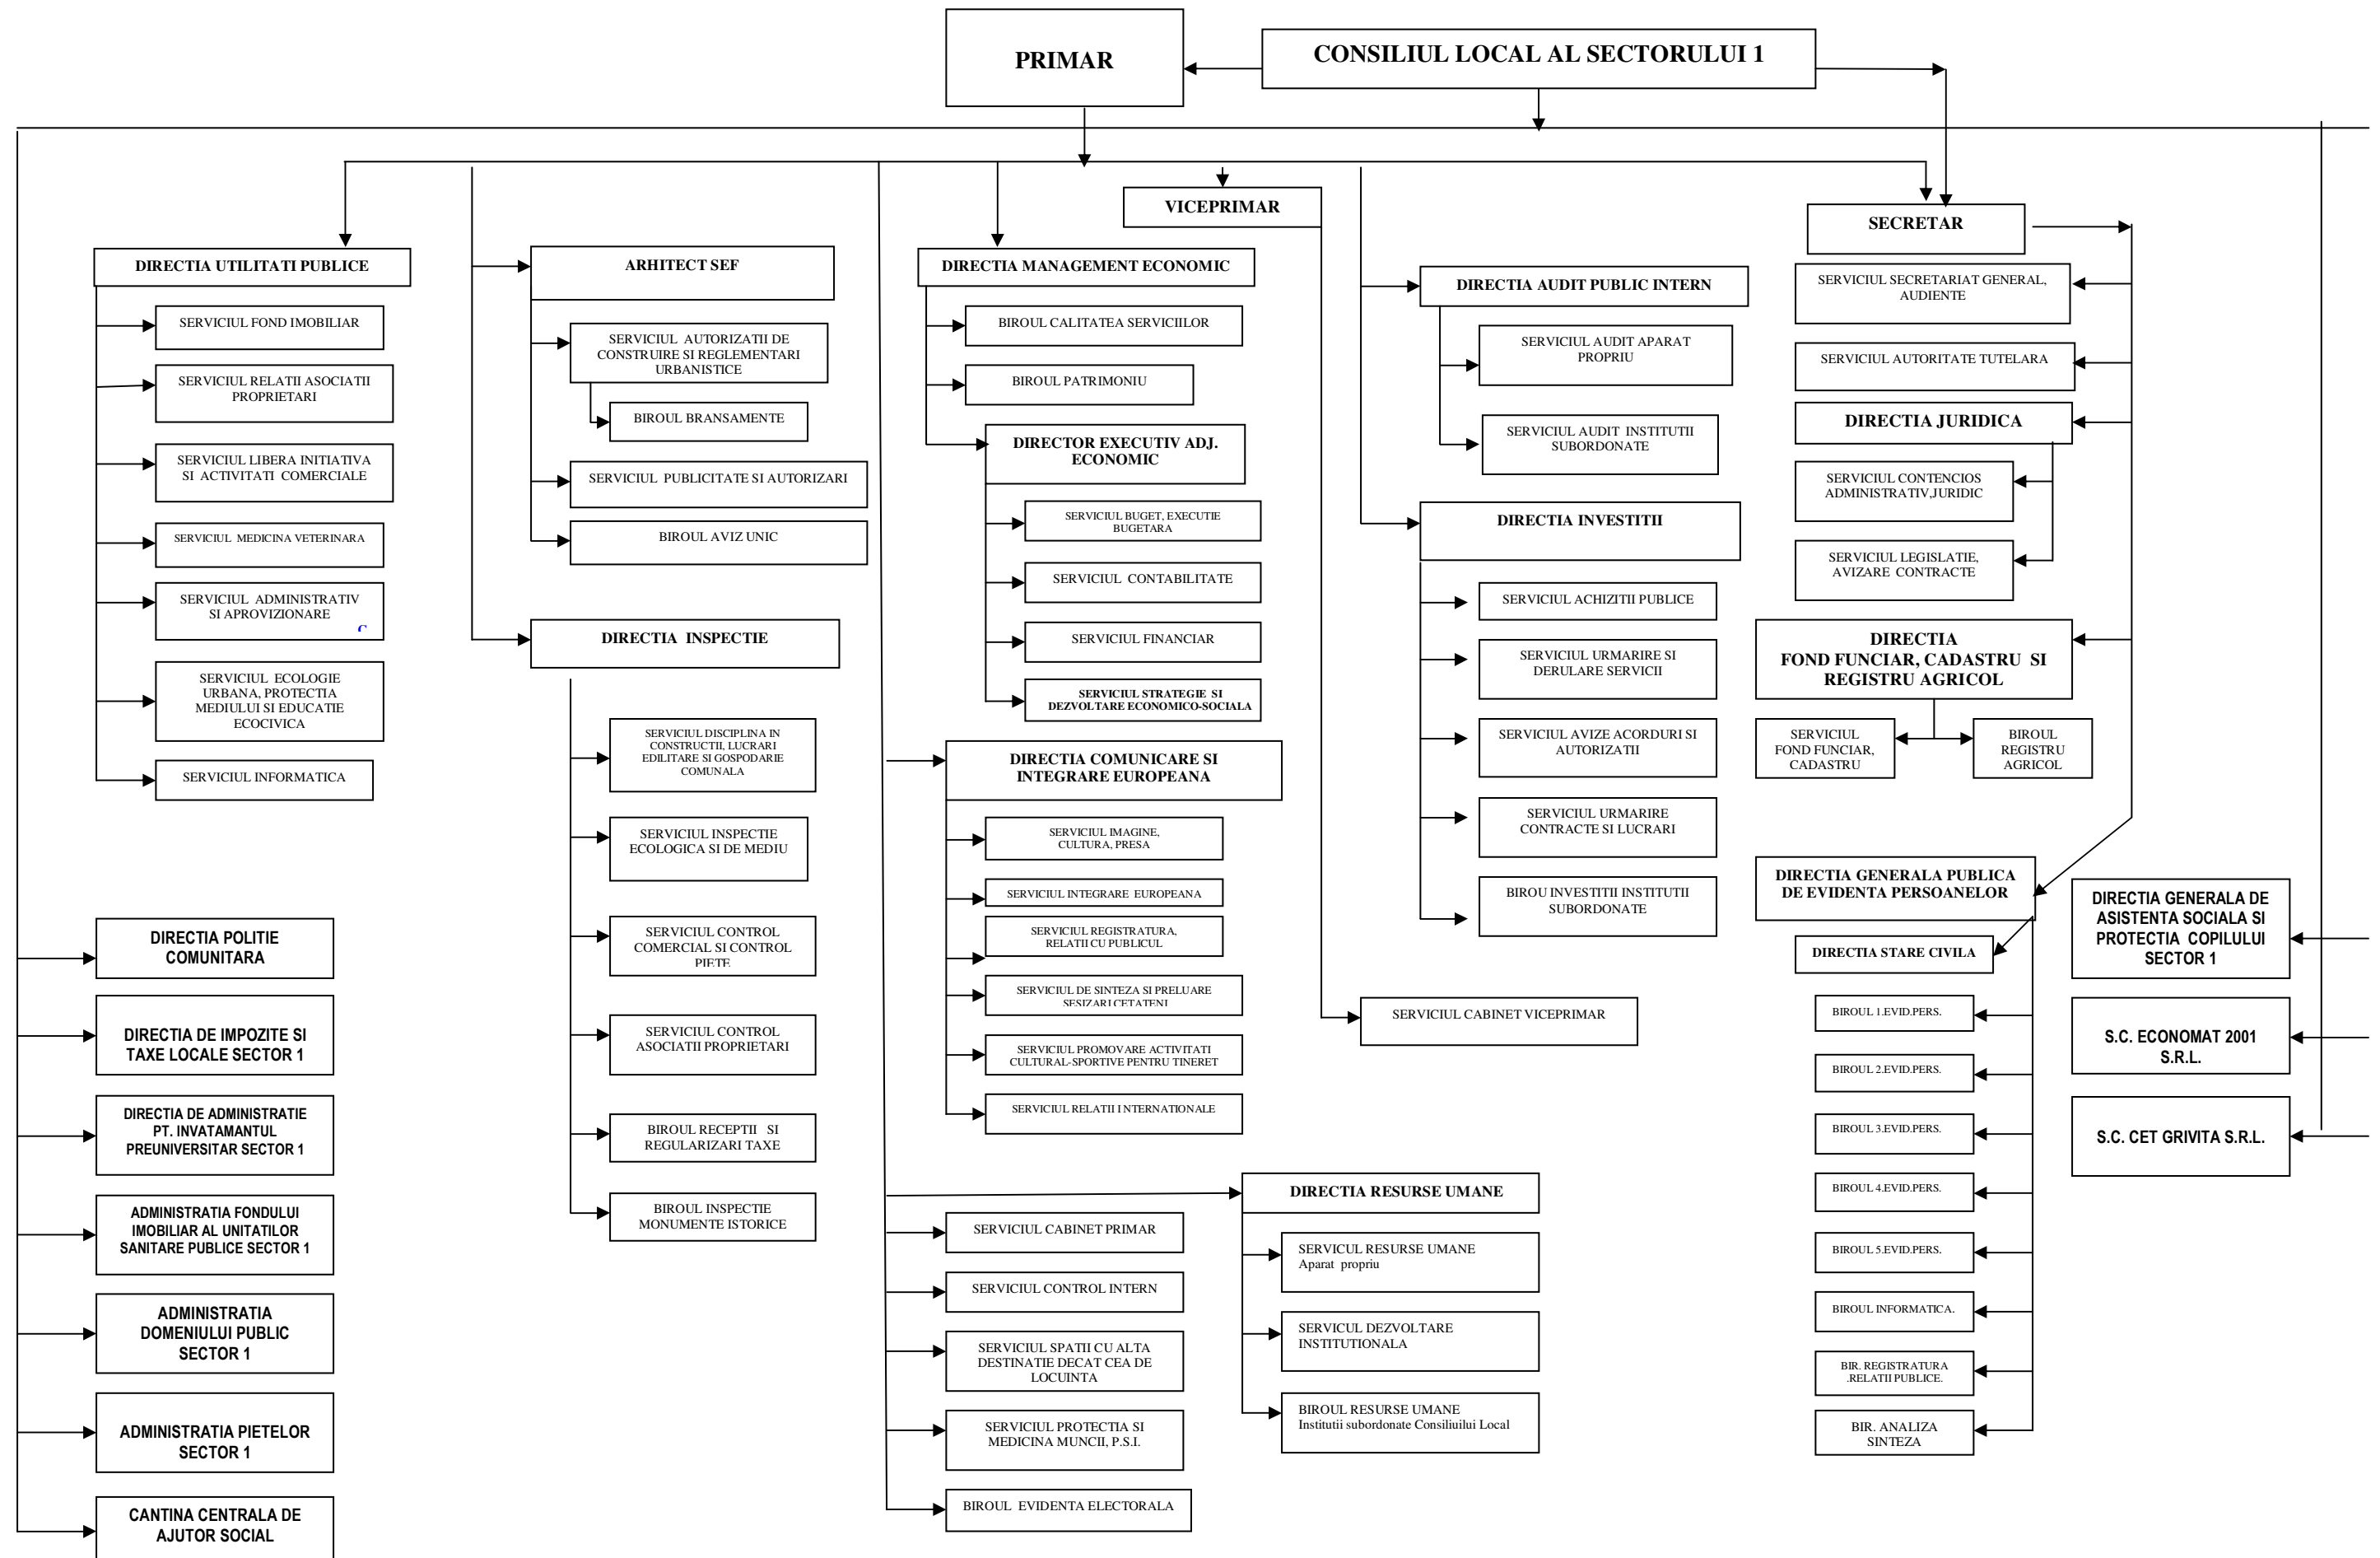 PRIMAR
CONSILIUL LOCAL AL SECTORULUI 1
VICEPRIMAR
SECRETAR
DIRECTIA UTILITATI PUBLICE
SERVICIUL FOND IMOBILIAR
SERVICIUL RELATII ASOCIATII
PROPRIETARI
SERVICIUL LIBERA INITIATIVA
SI ACTIVITATI COMERCIALE
SERVICIUL MEDICINA VETERINARA
SERVICIUL ADMINISTRATIV
SI APROVIZIONARE
SERVICIUL ECOLOGIE
URBANA, PROTECTIA
MEDIULUI SI EDUCATIE
ECOCIVICA
SERVICIUL INFORMATICA
DIRECTIA POLITIE
COMUNITARA
DIRECTIA DE IMPOZITE SI
TAXE LOCALE SECTOR 1
DIRECTIA DE ADMINISTRATIE
PT. INVATAMANTUL
PREUNIVERSITAR SECTOR 1
ADMINISTRATIA FONDULUI
IMOBILIAR AL UNITATILOR
SANITARE PUBLICE SECTOR 1
ADMINISTRATIA
DOMENIULUI PUBLIC
SECTOR 1
ADMINISTRATIA PIETELOR
SECTOR 1
CANTINA CENTRALA DE
AJUTOR SOCIAL
ARHITECT SEF
SERVICIUL AUTORIZATII DE
CONSTRUIRE SI REGLEMENTARI
URBANISTICE
BIROUL BRANSAMENTE
SERVICIUL PUBLICITATE SI AUTORIZARI
BIROUL AVIZ UNIC
DIRECTIA INSPECTIE
SERVICIUL DISCIPLINA IN
CONSTRUCTII, LUCRARI
EDILITARE SI GOSPODARIE
COMUNALA
SERVICIUL INSPECTIE
ECOLOGICA SI DE MEDIU
SERVICIUL CONTROL
COMERCIAL SI CONTROL
PIETE
SERVICIUL CONTROL
ASOCIATII PROPRIETARI
BIROUL RECEPTII SI
REGULARIZARI TAXE
BIROUL INSPECTIE
MONUMENTE ISTORICE
DIRECTIA MANAGEMENT ECONOMIC
BIROUL CALITATEA SERVICIILOR
BIROUL PATRIMONIU
DIRECTOR EXECUTIV ADJ.
ECONOMIC
SERVICIUL BUGET, EXECUTIE
BUGETARA
SERVICIUL CONTABILITATE
SERVICIUL FINANCIAR
SERVICIUL STRATEGIE SI
DEZVOLTARE ECONOMICO-SOCIALA
DIRECTIA COMUNICARE SI
INTEGRARE EUROPEANA
SERVICIUL IMAGINE,
CULTURA, PRESA
SERVICIUL INTEGRARE EUROPEANA
SERVICIUL REGISTRATURA,
RELATII CU PUBLICUL
SERVICIUL DE SINTEZA SI PRELUARE
SESIZARI CETATENI
SERVICIUL PROMOVARE ACTIVITATI
CULTURAL-SPORTIVE PENTRU TINERET
SERVICIUL RELATII I NTERNATIONALE
SERVICIUL CABINET PRIMAR
SERVICIUL CONTROL INTERN
SERVICIUL SPATII CU ALTA
DESTINATIE DECAT CEA DE
LOCUINTA
SERVICIUL PROTECTIA SI
MEDICINA MUNCII, P.S.I.
BIROUL EVIDENTA ELECTORALA
DIRECTIA RESURSE UMANE
SERVICUL RESURSE UMANE
Aparat propriu
SERVICUL DEZVOLTARE
INSTITUTIONALA
BIROUL RESURSE UMANE
Institutii subordonate Consiliuilui Local
SERVICIUL CABINET VICEPRIMAR
DIRECTIA AUDIT PUBLIC INTERN
SERVICIUL AUDIT APARAT
PROPRIU
SERVICIUL AUDIT INSTITUTII
SUBORDONATE
DIRECTIA INVESTITII
SERVICIUL ACHIZITII PUBLICE
SERVICIUL URMARIRE SI
DERULARE SERVICII
SERVICIUL AVIZE ACORDURI SI
AUTORIZATII
SERVICIUL URMARIRE
CONTRACTE SI LUCRARI
BIROU INVESTITII INSTITUTII
SUBORDONATE
SERVICIUL SECRETARIAT GENERAL,
AUDIENTE
SERVICIUL AUTORITATE TUTELARA
DIRECTIA JURIDICA
SERVICIUL CONTENCIOS
ADMINISTRATIV,JURIDIC
SERVICIUL LEGISLATIE,
AVIZARE CONTRACTE
DIRECTIA
FOND FUNCIAR, CADASTRU SI
REGISTRU AGRICOL
SERVICIUL
FOND FUNCIAR,
CADASTRU
BIROUL
REGISTRU
AGRICOL
DIRECTIA GENERALA PUBLICA
DE EVIDENTA PERSOANELOR
DIRECTIA STARE CIVILA
BIROUL 1.EVID.PERS.
BIROUL 2.EVID.PERS.
BIROUL 3.EVID.PERS.
BIROUL 4.EVID.PERS.
BIROUL 5.EVID.PERS.
BIROUL INFORMATICA.
BIR. REGISTRATURA
.RELATII PUBLICE.
BIR. ANALIZA
SINTEZA
DIRECTIA GENERALA DE
ASISTENTA SOCIALA SI
PROTECTIA COPILULUI
SECTOR 1
S.C. ECONOMAT 2001
S.R.L.
S.C. CET GRIVITA S.R.L.